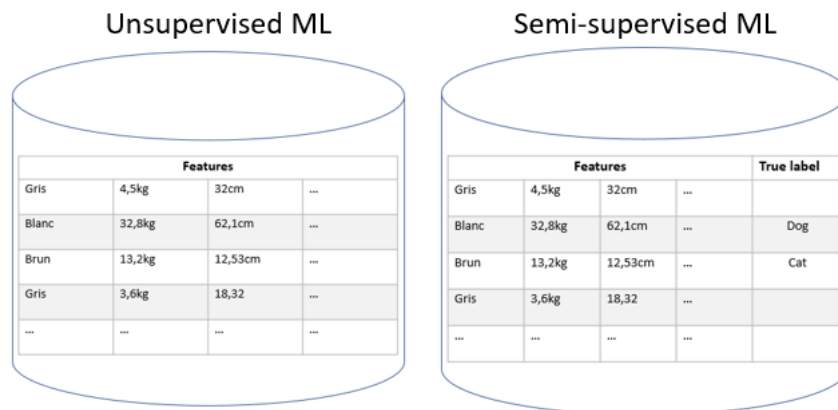 Unsupervised ML
Features
Gris 4,5kg 32cm ...
Blanc 32,8kg 62,1cm ...
Brun 13,2kg 12,53cm ...
Gris 3,6kg 18,32 ...
... ... ... ...
Semi-supervised ML
Features True label
Gris 4,5kg 32cm ...
Blanc 32,8kg 62,1cm ... Dog
Brun 13,2kg 12,53cm ... Cat
Gris 3,6kg 18,32 ...
... ... ... ...